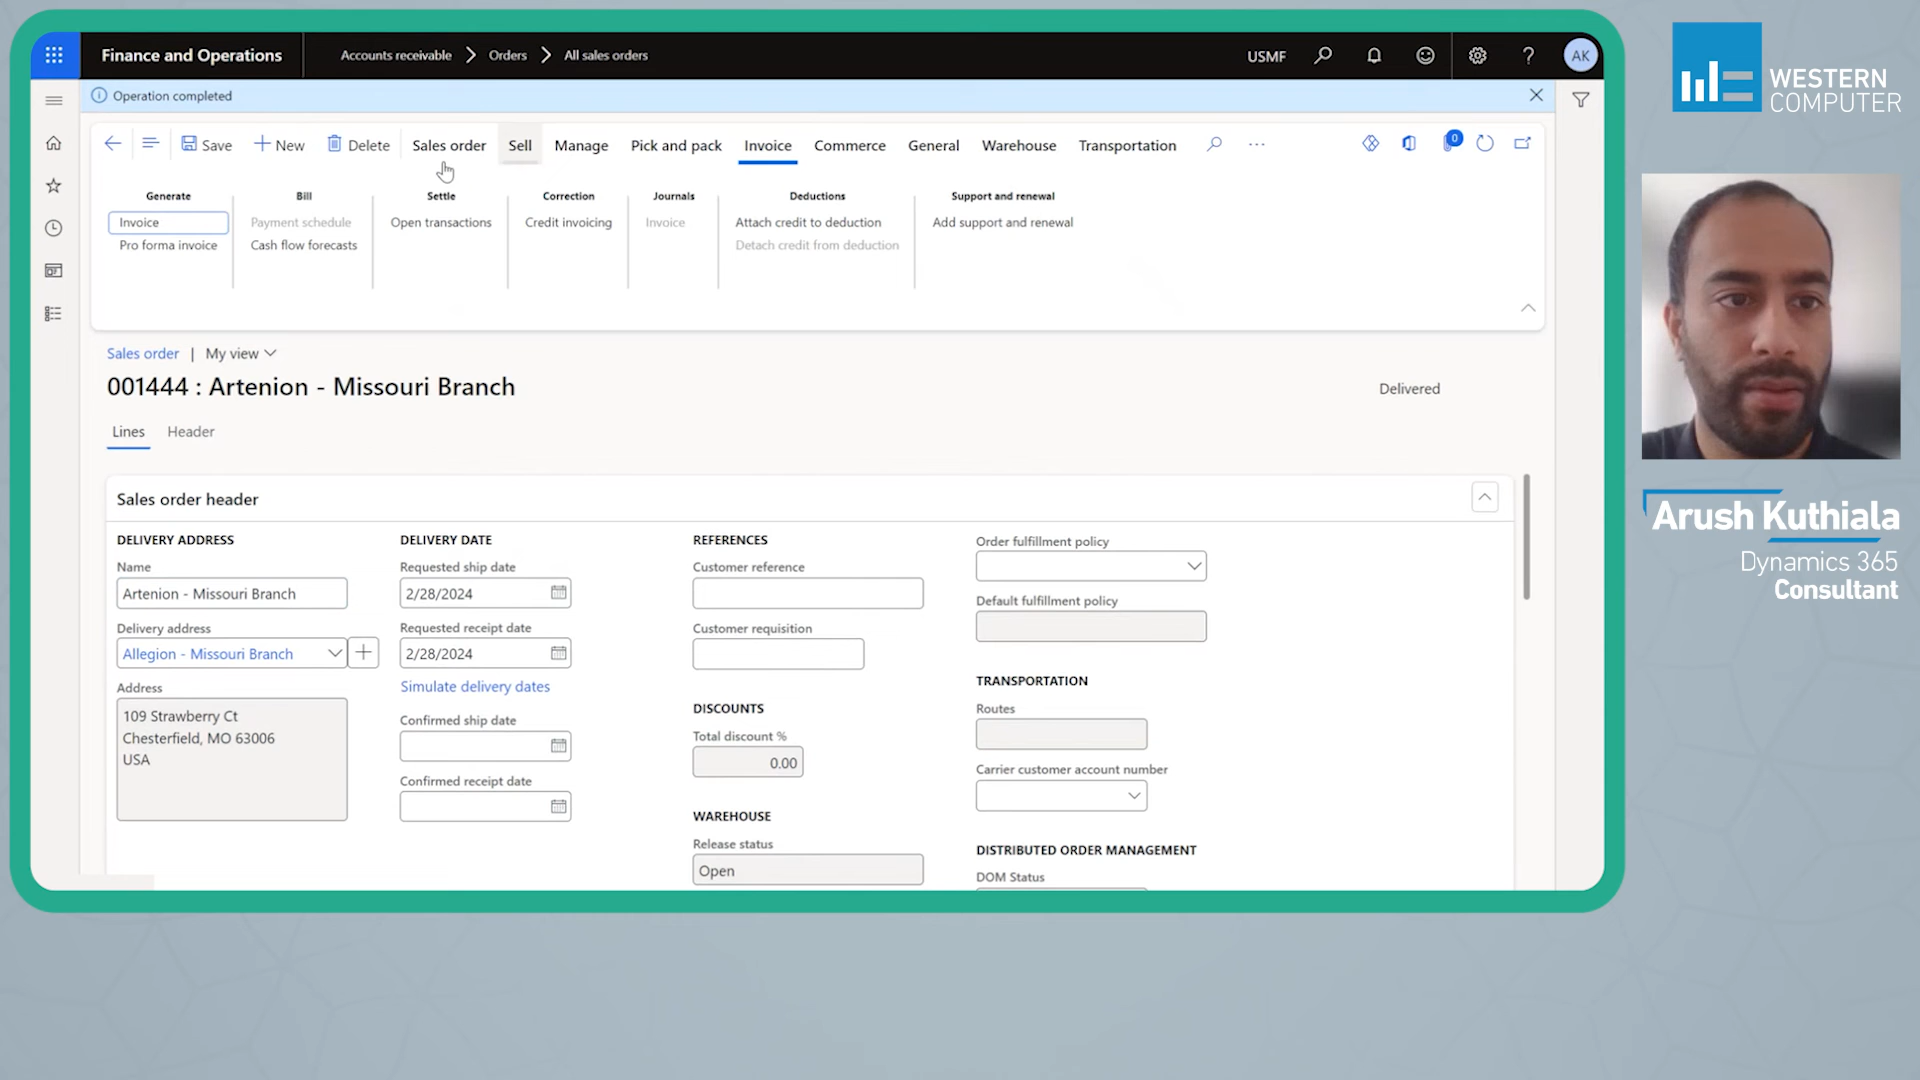 Finance and Operations
Accounts receivable
Orders
All sales orders
USMF
AK
Operation completed
Save
New
Delete
Sales order
Sell
Manage
Pick and pack
Invoice
Commerce
General
Warehouse
Transportation
0
Generate
Invoice
Pro forma invoice
Bill
Payment schedule
Cash flow forecasts
Settle
Open transactions
Correction
Credit invoicing
Journals
Invoice
Deductions
Attach credit to deduction
Detach credit from deduction
Support and renewal
Add support and renewal
Sales order | My view
001444 : Artenion - Missouri Branch
Delivered
Lines
Header
Sales order header
DELIVERY ADDRESS
Name
Artenion - Missouri Branch
Delivery address
Allegion - Missouri Branch
Address
109 Strawberry Ct
Chesterfield, MO 63006
USA
DELIVERY DATE
Requested ship date
2/28/2024
Requested receipt date
2/28/2024
Simulate delivery dates
Confirmed ship date
Confirmed receipt date
REFERENCES
Customer reference
Customer requisition
DISCOUNTS
Total discount %
0.00
WAREHOUSE
Release status
Open
Order fulfillment policy
Default fulfillment policy
TRANSPORTATION
Routes
Carrier customer account number
DISTRIBUTED ORDER MANAGEMENT
DOM Status
WESTERN
COMPUTER
Arush Kuthiala
Dynamics 365
Consultant